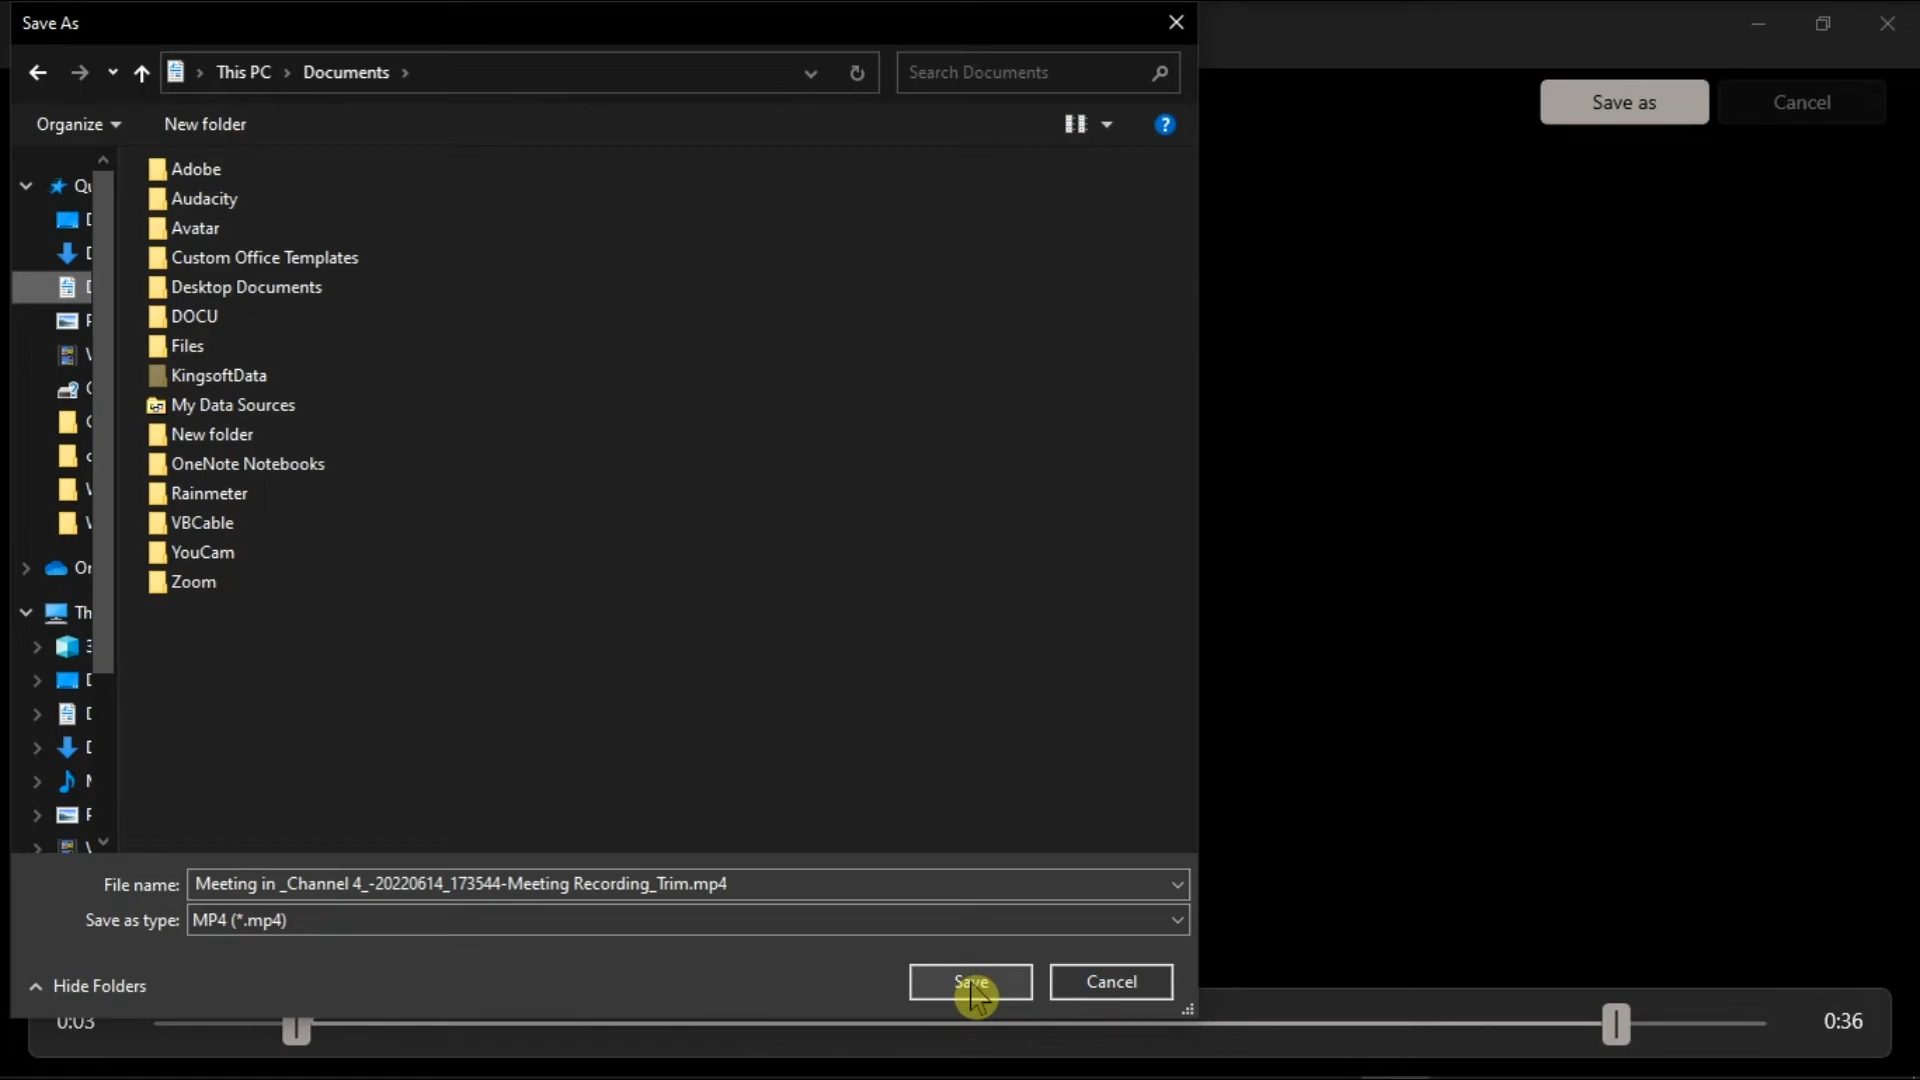 Save As
This PC
Documents
Search Documents
Save as
Cancel
Organize
New folder
Adobe
Audacity
Avatar
Custom Office Templates
Desktop Documents
DOCU
Files
KingsoftData
My Data Sources
New folder
OneNote Notebooks
Rainmeter
VBCable
YouCam
Zoom
File name: Meeting in _Channel 4_-20220614_173544-Meeting Recording_Trim.mp4
Save as type: MP4 (*.mp4)
Hide Folders
Save
Cancel
0:03
0:36